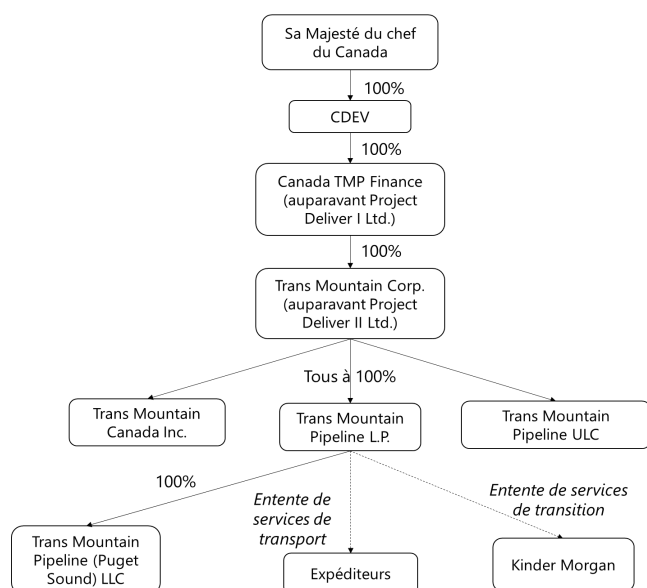 Sa Majesté du chef
du Canada
100%
CDEV
100%
Canada TMP Finance
(auparavant Project
Deliver I Ltd.)
100%
Trans Mountain Corp.
(auparavant Project
Deliver II Ltd.)
Tous à 100%
Trans Mountain
Canada Inc.
Trans Mountain
Pipeline L.P.
Trans Mountain
Pipeline ULC
100%
Entente de
services de
transport
Entente de services
de transition
Trans Mountain
Pipeline (Puget
Sound) LLC
Expéditeurs
Kinder Morgan